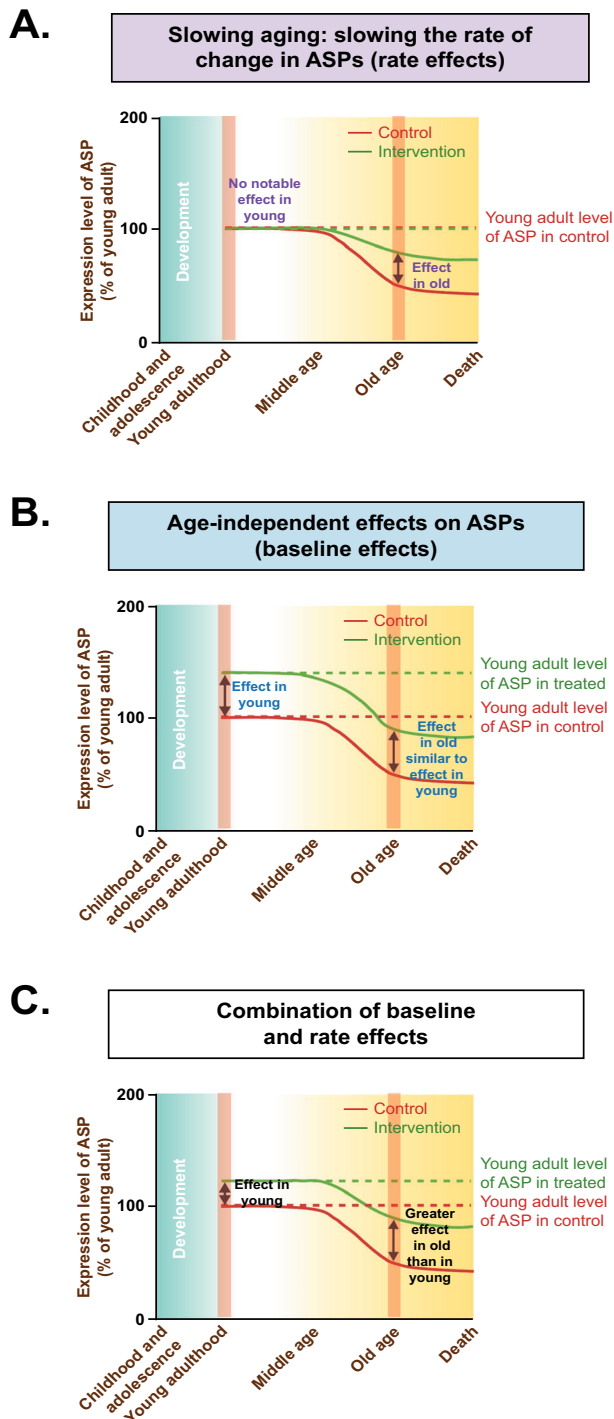 A.
Slowing aging: slowing the rate of
change in ASPs (rate effects)
Expression level of ASP
(% of young adult)
200
100
0
Development
Control
Intervention
No notable
effect in
young
Effect
in old
Young adult level
of ASP in control
Childhood and
adolescence
Young adulthood
Middle age
Old age
Death
B.
Age-independent effects on ASPs
(baseline effects)
Expression level of ASP
(% of young adult)
200
100
0
Development
Control
Intervention
Effect in
young
Effect
in old
similar to
effect in
young
Young adult level
of ASP in treated
Young adult level
of ASP in control
Childhood and
adolescence
Young adulthood
Middle age
Old age
Death
C.
Combination of baseline
and rate effects
Expression level of ASP
(% of young adult)
200
100
0
Development
Control
Intervention
Effect in
young
Greater
effect
in old
than in
young
Young adult level
of ASP in treated
Young adult level
of ASP in control
Childhood and
adolescence
Young adulthood
Middle age
Old age
Death